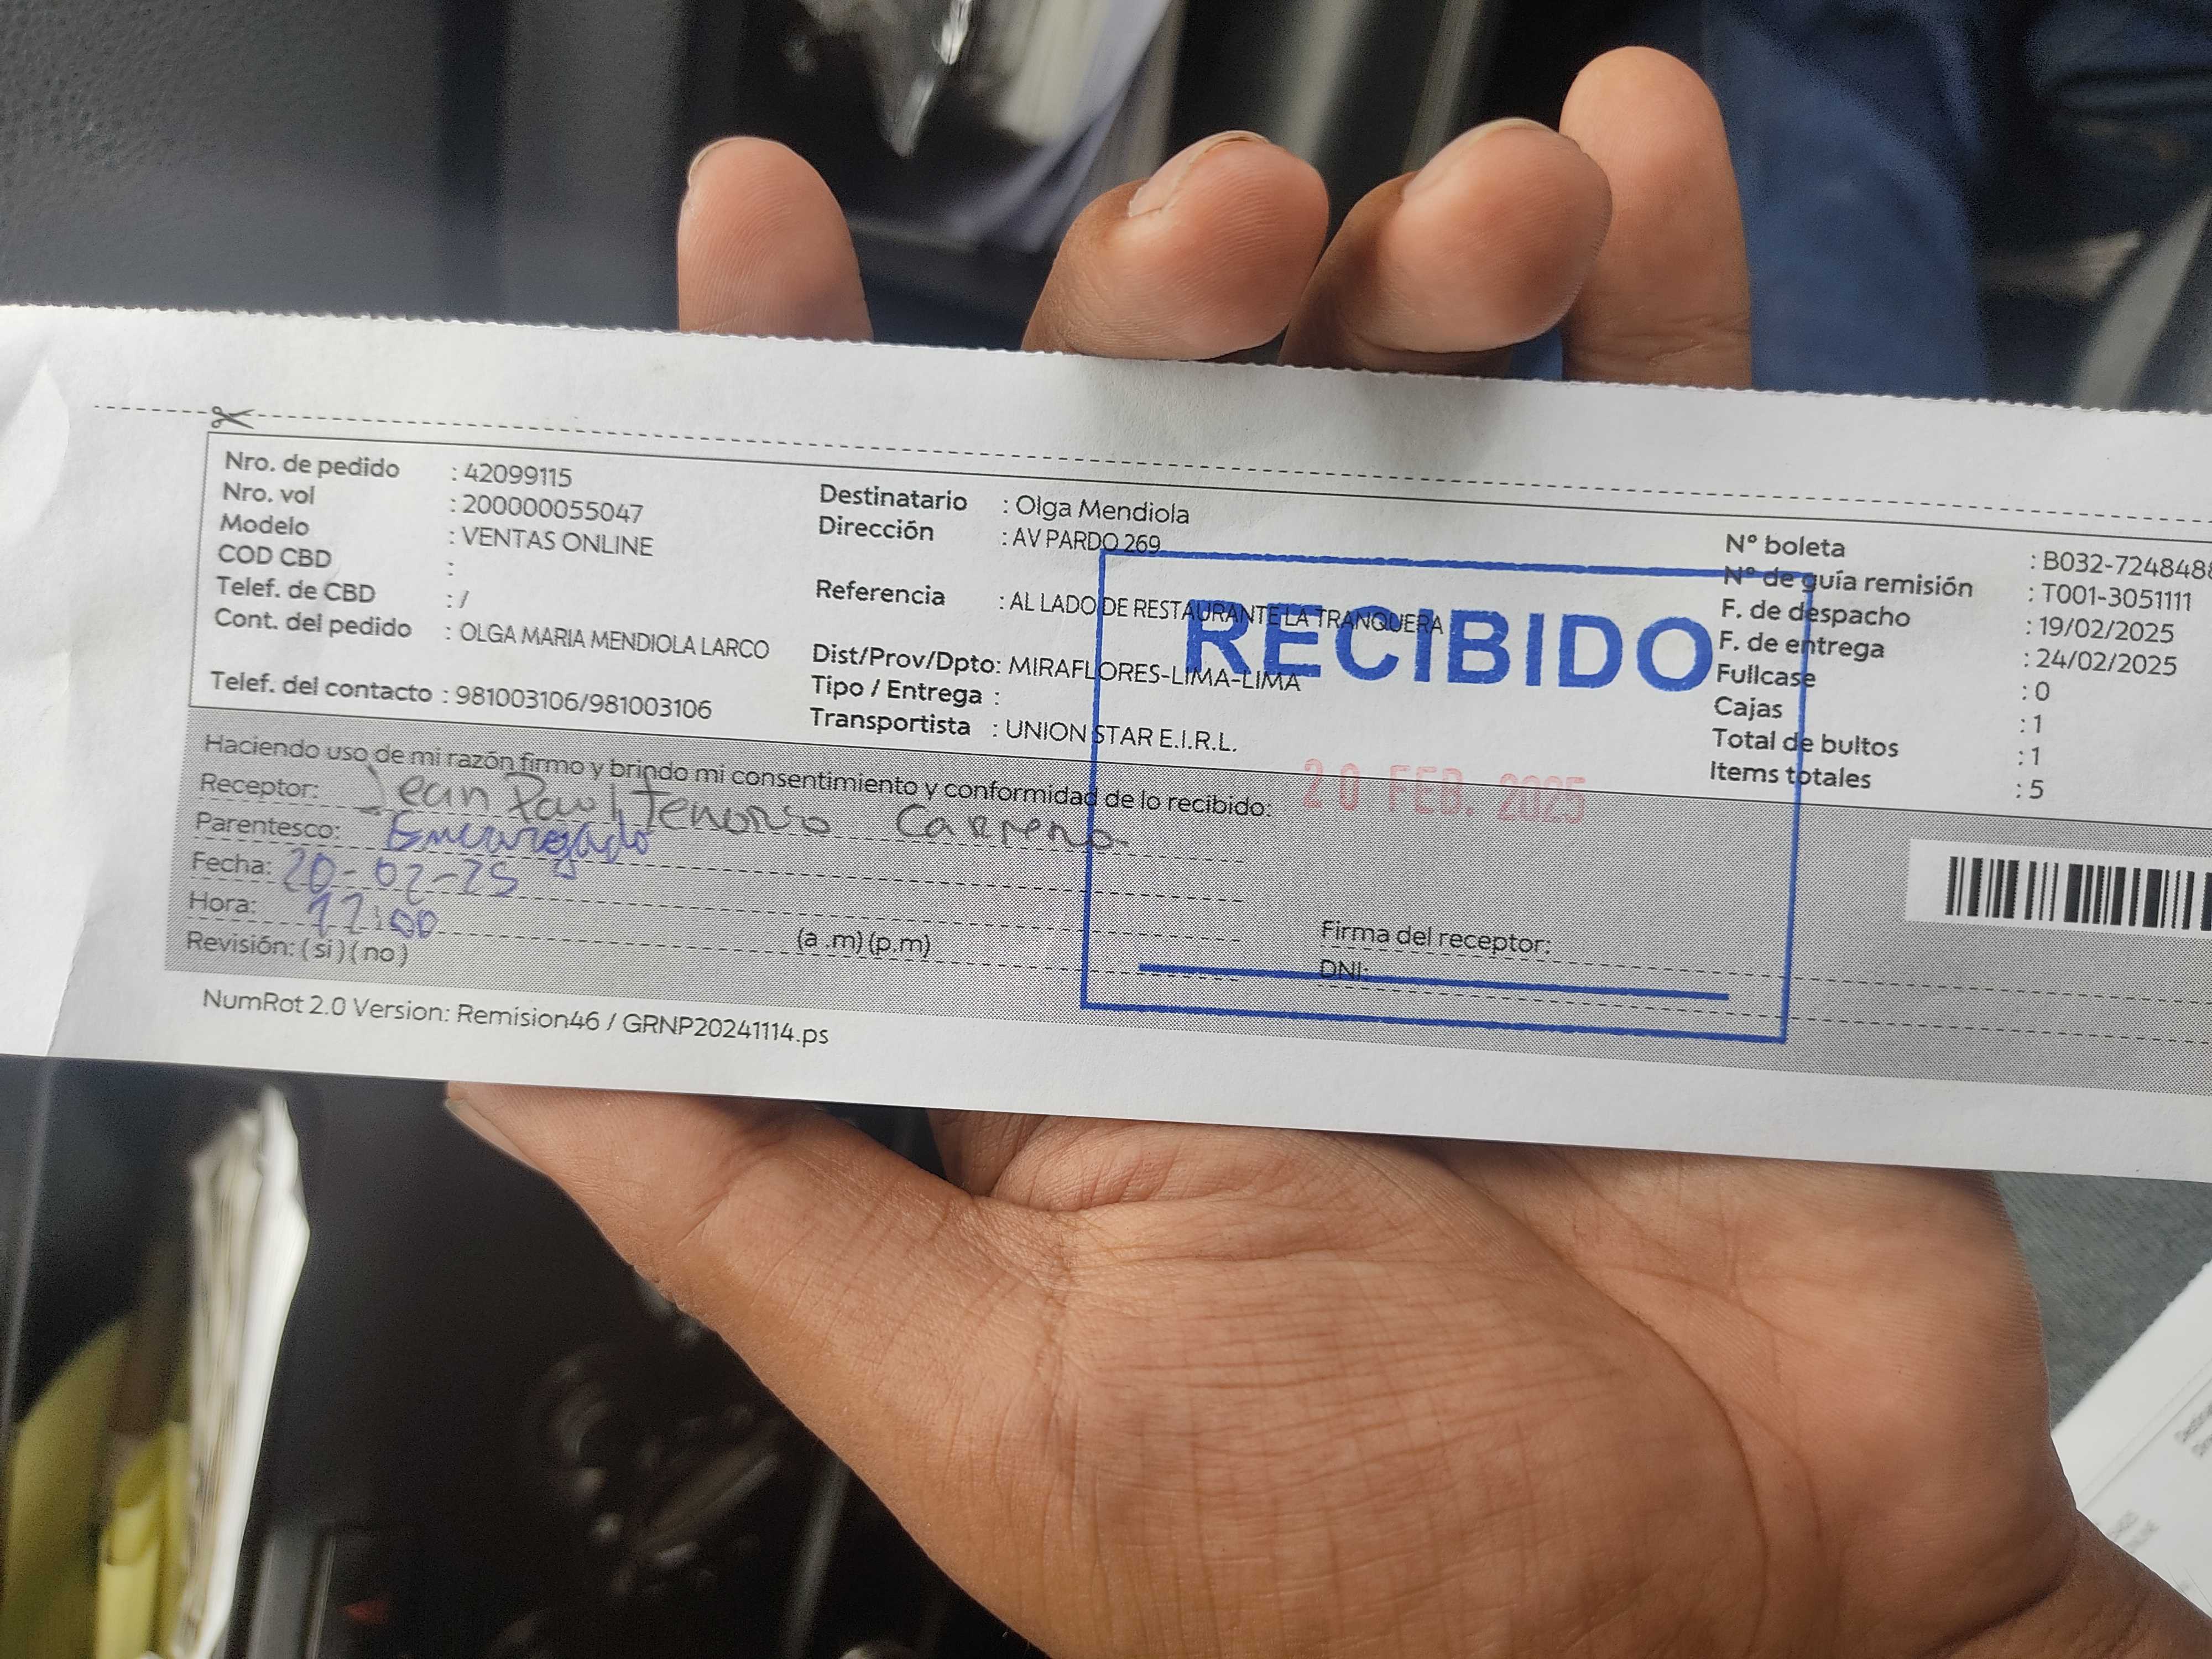 Nro. de pedido : 42099115
Nro. vol : 200000055047
Modelo : VENTAS ONLINE
COD CBD :
Telef. de CBD : /
Cont. del pedido : OLGA MARIA MENDIOLA LARCO
Telef. del contacto : 981003106/981003106
Destinatario : Olga Mendiola
Dirección : AV PARDO 269
Referencia : AL LADO DE RESTAURANTE LA TRANQUERA
Dist/Prov/Dpto: MIRAFLORES-LIMA-LIMA
Tipo / Entrega :
Transportista : UNION STAR E.I.R.L.
Nº boleta : B032-7248488
Nº de guía remisión : T001-3051111
F. de despacho : 19/02/2025
F. de entrega : 24/02/2025
Fullcase : 0
Cajas : 1
Total de bultos : 1
Items totales : 5
RECIBIDO
20 FEB. 2025
Haciendo uso de mi razón firmo y brindo mi consentimiento y conformidad de lo recibido:
Receptor: Jean Paul Tenorio Carreno
Parentesco: Encargado
Fecha: 20-02-25
Hora: 12:00 (a .m) (p.m)
Revisión: ( si ) ( no )
Firma del receptor:
DNI:
NumRot 2.0 Version: Remision46 / GRNP20241114.ps